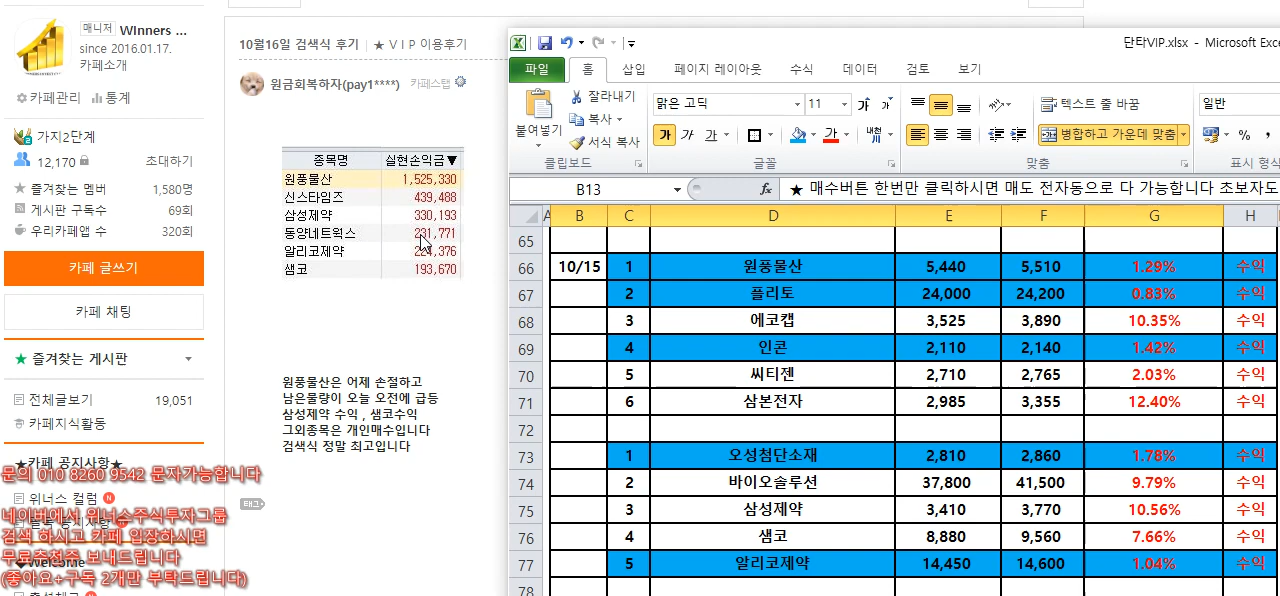 매니저 WInners ...
since 2016.01.17.
카페소개
카페관리 통계
가지2단계
12,170 초대하기
즐겨찾는 멤버 1,580명
게시판 구독수 69회
우리카페앱 수 320회
카페 글쓰기
카페 채팅
★ 즐겨찾는 게시판
전체글보기 19,051
카페지식활동
★카페 공지사항★
문의 010 8260 9542 문자가능합니다
위너스 컬럼 N
네이버에서 위너스주식투자그룹
검색 하시고 카페 입장하시면
무료추천주 보내드립니다
◆Welcome
(좋아요+구독 2개만 부탁드립니다)
10월16일 검색식 후기 | ★ V I P 이용후기
원금회복하자(pay1****) 카페스탭
종목명 실현손익금▼
원풍물산 1,525,330
신스타임즈 439,488
삼성제약 330,193
동양네트웍스 231,771
알리코제약 224,376
샘코 193,670
원풍물산은 어제 손절하고
남은물량이 오늘 오전에 급등
삼성제약 수익 , 샘코수익
그외종목은 개인매수입니다
검색식 정말 최고입니다
태그
단타VIP.xlsx - Microsoft Exce
파일 홈 삽입 페이지 레이아웃 수식 데이터 검토 보기
붙여넣기 잘라내기 복사 서식 복사
클립보드
맑은 고딕 11 가 가
가 가 가 가 내천
글꼴
텍스트 줄 바꿈
병합하고 가운데 맞춤
맞춤
일반
% ,
표시 형식
B13 fx ★ 매수버튼 한번만 클릭하시면 매도 전자동으로 다 가능합니다 초보자도
A B C D E F G H
65
66 10/15 1 원풍물산 5,440 5,510 1.29% 수익
67 2 플리토 24,000 24,200 0.83% 수익
68 3 에코캡 3,525 3,890 10.35% 수익
69 4 인콘 2,110 2,140 1.42% 수익
70 5 씨티젠 2,710 2,765 2.03% 수익
71 6 삼본전자 2,985 3,355 12.40% 수익
72
73 1 오성첨단소재 2,810 2,860 1.78% 수익
74 2 바이오솔루션 37,800 41,500 9.79% 수익
75 3 삼성제약 3,410 3,770 10.56% 수익
76 4 샘코 8,880 9,560 7.66% 수익
77 5 알리코제약 14,450 14,600 1.04% 수익
78